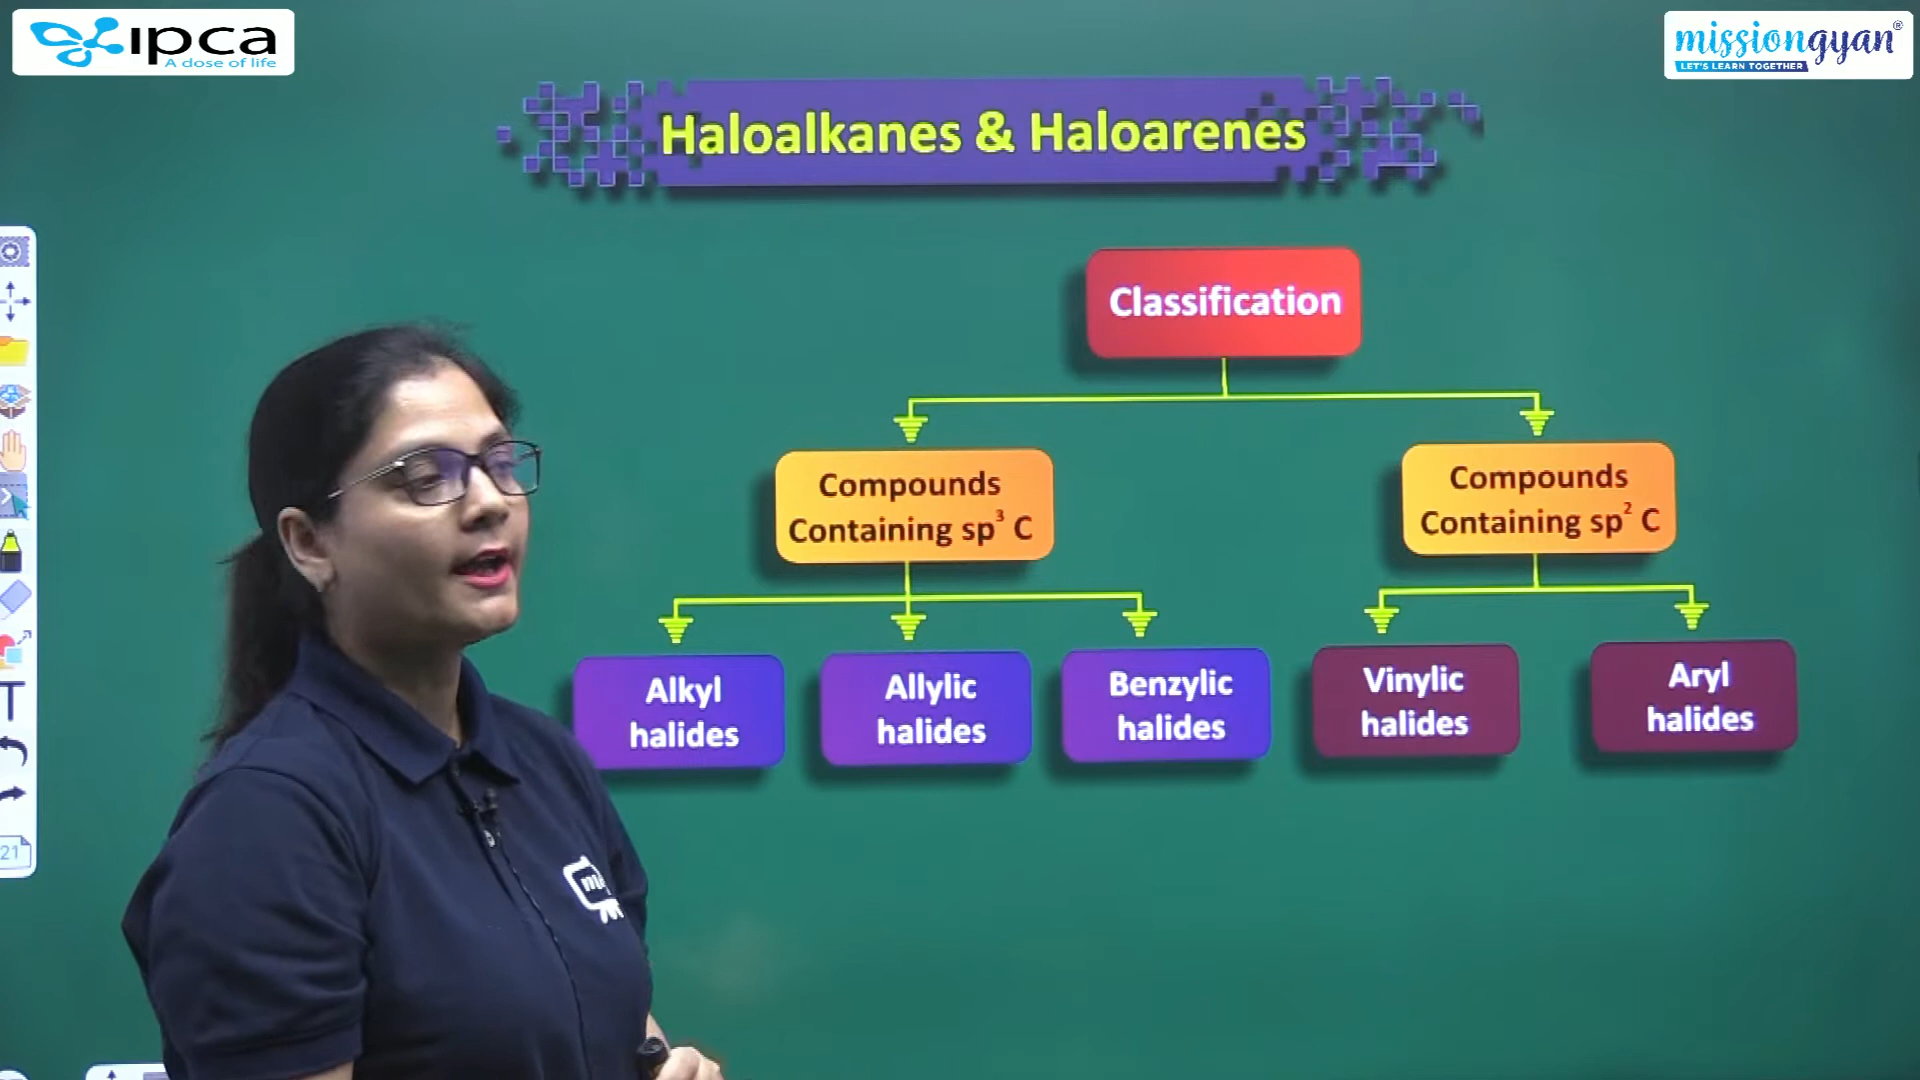 ipca
A dose of life
missiongyan®
LET'S LEARN TOGETHER
Haloalkanes & Haloarenes
Classification
Compounds
Containing sp³ C
Compounds
Containing sp² C
Alkyl
halides
Allylic
halides
Benzylic
halides
Vinylic
halides
Aryl
halides
T
21